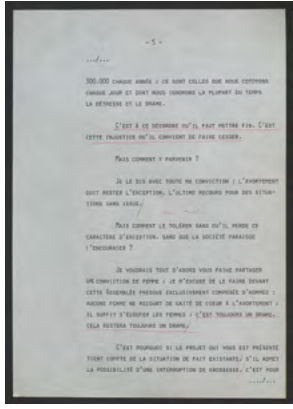 - 5 -
.../...
300.000 CHAQUE ANNÉE ; CE SONT CELLES QUE NOUS COTOYONS
CHAQUE JOUR ET DONT NOUS IGNORONS LA PLUPART DU TEMPS
LA DÉTRESSE ET LE DRAME.
C'EST À CE DÉSORDRE QU'IL FAUT METTRE FIN. C'EST
CETTE INJUSTICE QU'IL CONVIENT DE FAIRE CESSER.
MAIS COMMENT Y PARVENIR ?
JE LE DIS AVEC TOUTE MA CONVICTION : L'AVORTEMENT
DOIT RESTER L'EXCEPTION, L'ULTIME RECOURS POUR DES SITUA-
TIONS SANS ISSUE.
MAIS COMMENT LE TOLÉRER SANS QU'IL PERDE CE
CARACTÈRE D'EXCEPTION, SANS QUE LA SOCIÉTÉ PARAISSE
L'ENCOURAGER ?
JE VOUDRAIS TOUT D'ABORD VOUS FAIRE PARTAGER
UNE CONVICTION DE FEMME : JE M'EXCUSE DE LE FAIRE DEVANT
CETTE ASSEMBLÉE PRESQUE EXCLUSIVEMENT COMPOSÉE D'HOMMES :
AUCUNE FEMME NE RECOURT DE GAITÉ DE COEUR À L'AVORTEMENT ;
IL SUFFIT D'ÉCOUTER LES FEMMES ; C'EST TOUJOURS UN DRAME,
CELA RESTERA TOUJOURS UN DRAME.
C'EST POURQUOI SI LE PROJET QUI VOUS EST PRÉSENTÉ
TIENT COMPTE DE LA SITUATION DE FAIT EXISTANTE, S'IL ADMET
LA POSSIBILITÉ D'UNE INTERRUPTION DE GROSSESSE, C'EST POUR
.../...